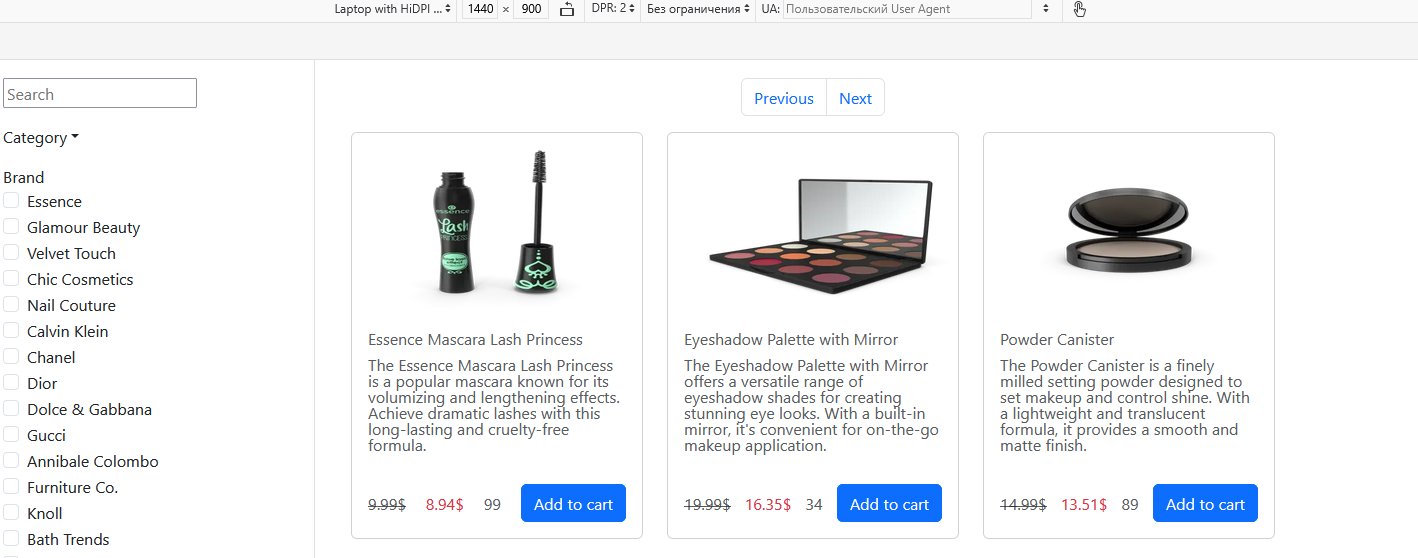 Laptop with HiDPI ... 1440 × 900 DPR: 2 Без ограничения UA: Пользовательский User Agent
Search
Category
Brand
Essence
Glamour Beauty
Velvet Touch
Chic Cosmetics
Nail Couture
Calvin Klein
Chanel
Dior
Dolce & Gabbana
Gucci
Annibale Colombo
Furniture Co.
Knoll
Bath Trends
Previous Next
essence
Lash
PRINCESS
Essence Mascara Lash Princess
The Essence Mascara Lash Princess
is a popular mascara known for its
volumizing and lengthening effects.
Achieve dramatic lashes with this
long-lasting and cruelty-free
formula.
9.99$ 8.94$ 99 Add to cart
Eyeshadow Palette with Mirror
The Eyeshadow Palette with Mirror
offers a versatile range of
eyeshadow shades for creating
stunning eye looks. With a built-in
mirror, it's convenient for on-the-go
makeup application.
19.99$ 16.35$ 34 Add to cart
Powder Canister
The Powder Canister is a finely
milled setting powder designed to
set makeup and control shine. With
a lightweight and translucent
formula, it provides a smooth and
matte finish.
14.99$ 13.51$ 89 Add to cart